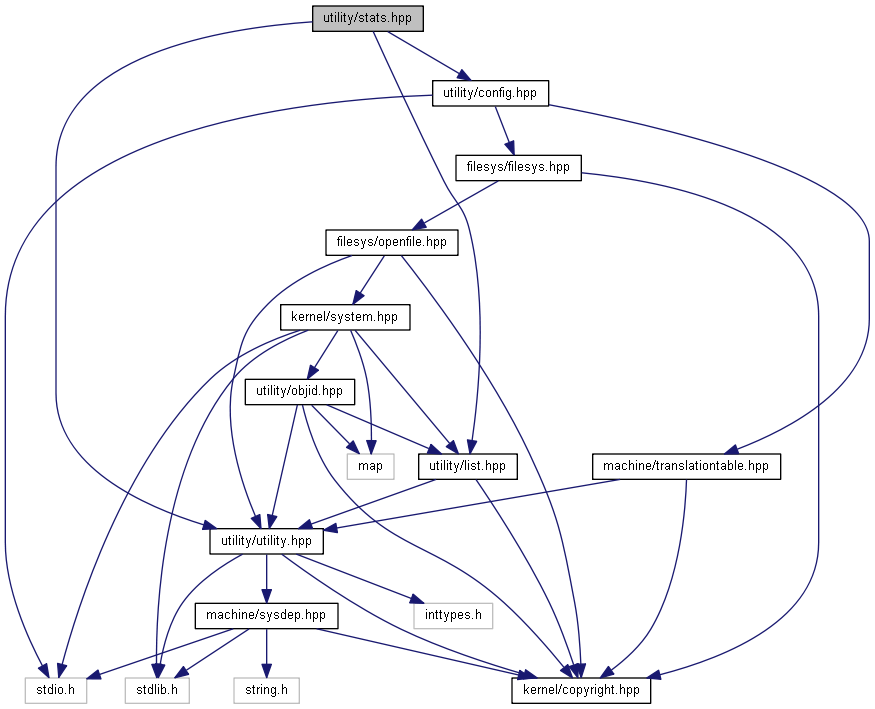 utility/stats.hpp
utility/config.hpp
filesys/filesys.hpp
filesys/openfile.hpp
kernel/system.hpp
utility/objid.hpp
map
utility/list.hpp
machine/translationtable.hpp
utility/utility.hpp
machine/sysdep.hpp
inttypes.h
stdio.h
stdlib.h
string.h
kernel/copyright.hpp